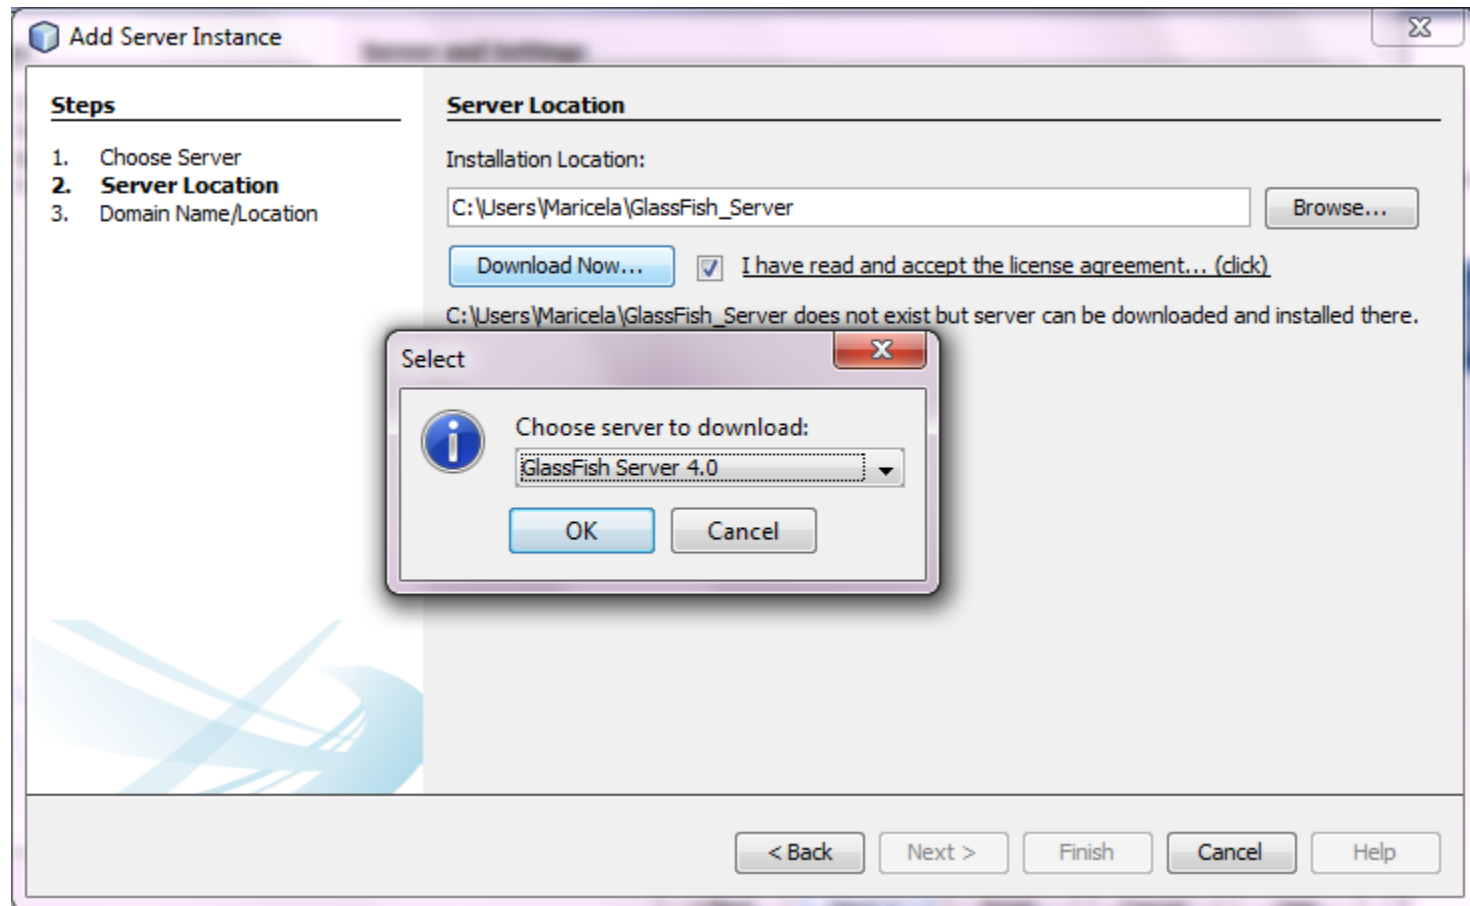 Add Server Instance
Server and Settings
Steps
1. Choose Server
2. Server Location
3. Domain Name/Location
Server Location
Installation Location:
C:\Users\Maricela\GlassFish_Server
Browse...
Download Now...
I have read and accept the license agreement... (click)
C:\Users\Maricela\GlassFish_Server does not exist but server can be downloaded and installed there.
Select
Choose server to download:
GlassFish Server 4.0
OK
Cancel
< Back
Next >
Finish
Cancel
Help